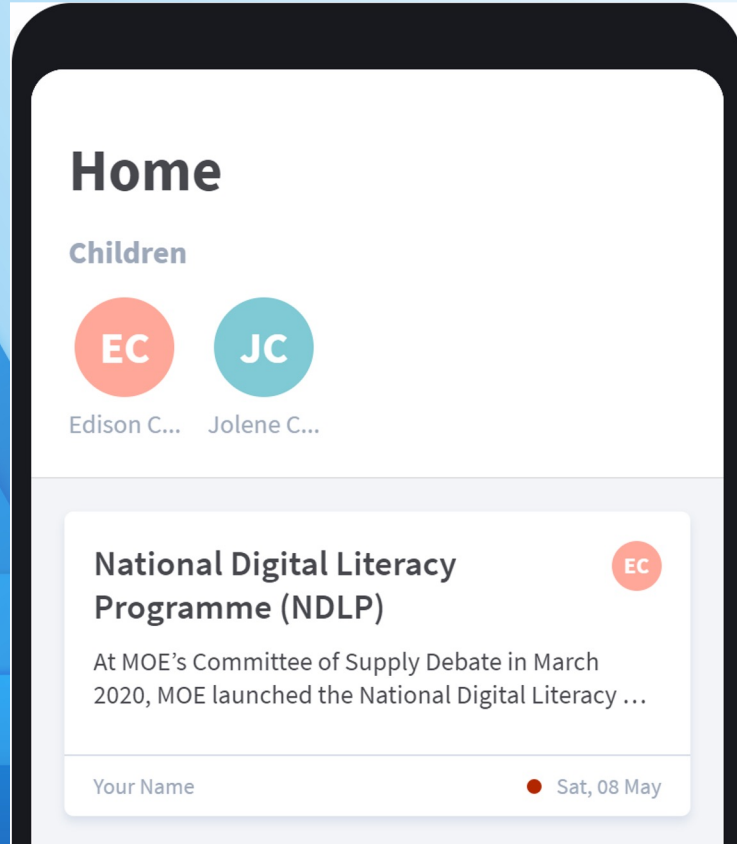 Home
Children
EC JC
Edison C... Jolene C...
National Digital Literacy EC
Programme (NDLP)
At MOE’s Committee of Supply Debate in March
2020, MOE launched the National Digital Literacy ...
Your Name Sat, 08 May